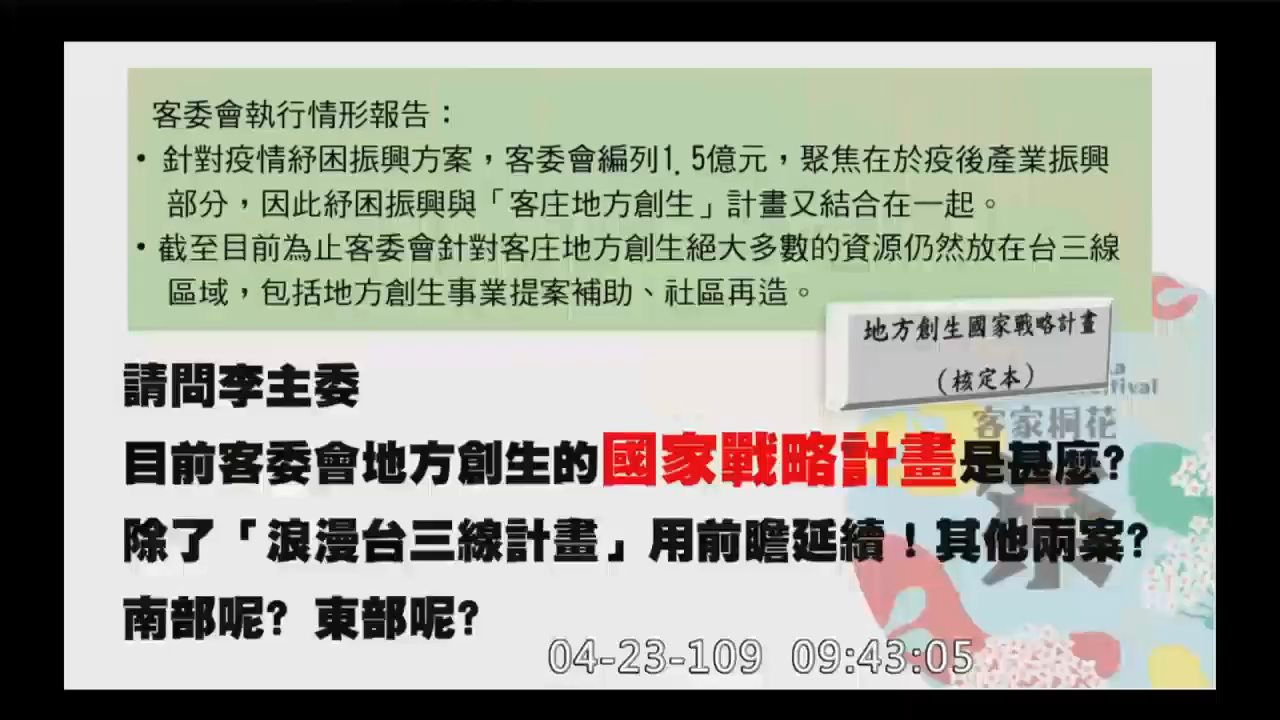 客委會執行情形報告：
• 針對疫情紓困振興方案，客委會編列1.5億元，聚焦在於疫後產業振興
部分，因此紓困振興與「客庄地方創生」計畫又結合在一起。
• 截至目前為止客委會針對客庄地方創生絕大多數的資源仍然放在台三線
區域，包括地方創生事業提案補助、社區再造。
地方創生國家戰略計畫
（核定本）
客家桐花
請問李主委
目前客委會地方創生的國家戰略計畫是甚麼?
除了「浪漫台三線計畫」用前瞻延續！其他兩案?
南部呢? 東部呢?
04-23-109 09:43:05